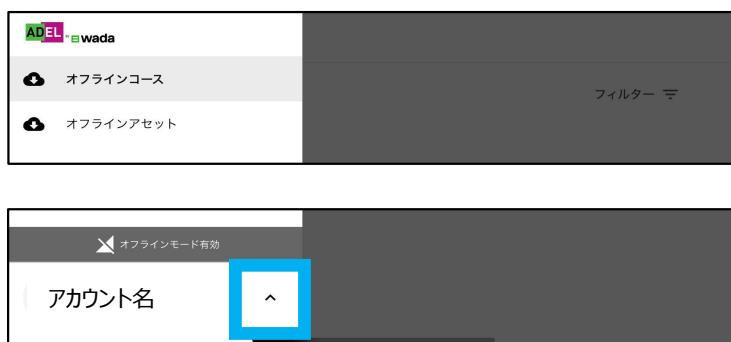 ADEL by wada
オフラインコース
フィルター
オフラインアセット
オフラインモード有効
アカウント名